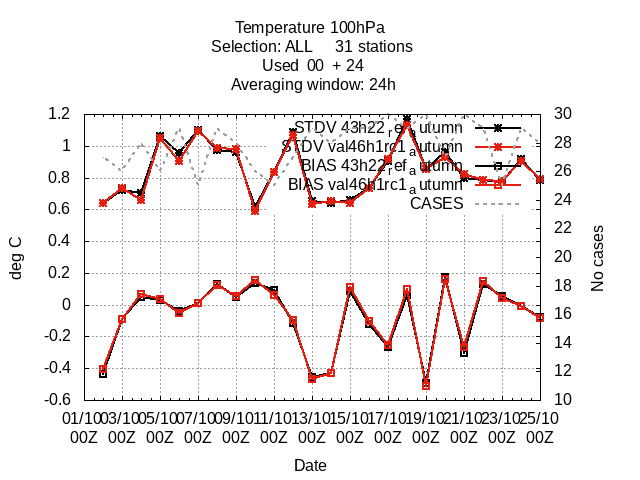 Temperature 100hPa
Selection: ALL 31 stations
Used 00 + 24
Averaging window: 24h
STDV 43h22_ref_autumn
STDV val46h1rc1_autumn
BIAS 43h22_ref_autumn
BIAS val46h1rc1_autumn
CASES
deg C
1.2
1
0.8
0.6
0.4
0.2
0
-0.2
-0.4
-0.6
30
28
26
24
22
20
18
16
14
12
10
No cases
01/10 03/10 05/10 07/10 09/10 11/10 13/10 15/10 17/10 19/10 21/10 23/10 25/10
00Z 00Z 00Z 00Z 00Z 00Z 00Z 00Z 00Z 00Z 00Z 00Z 00Z
Date